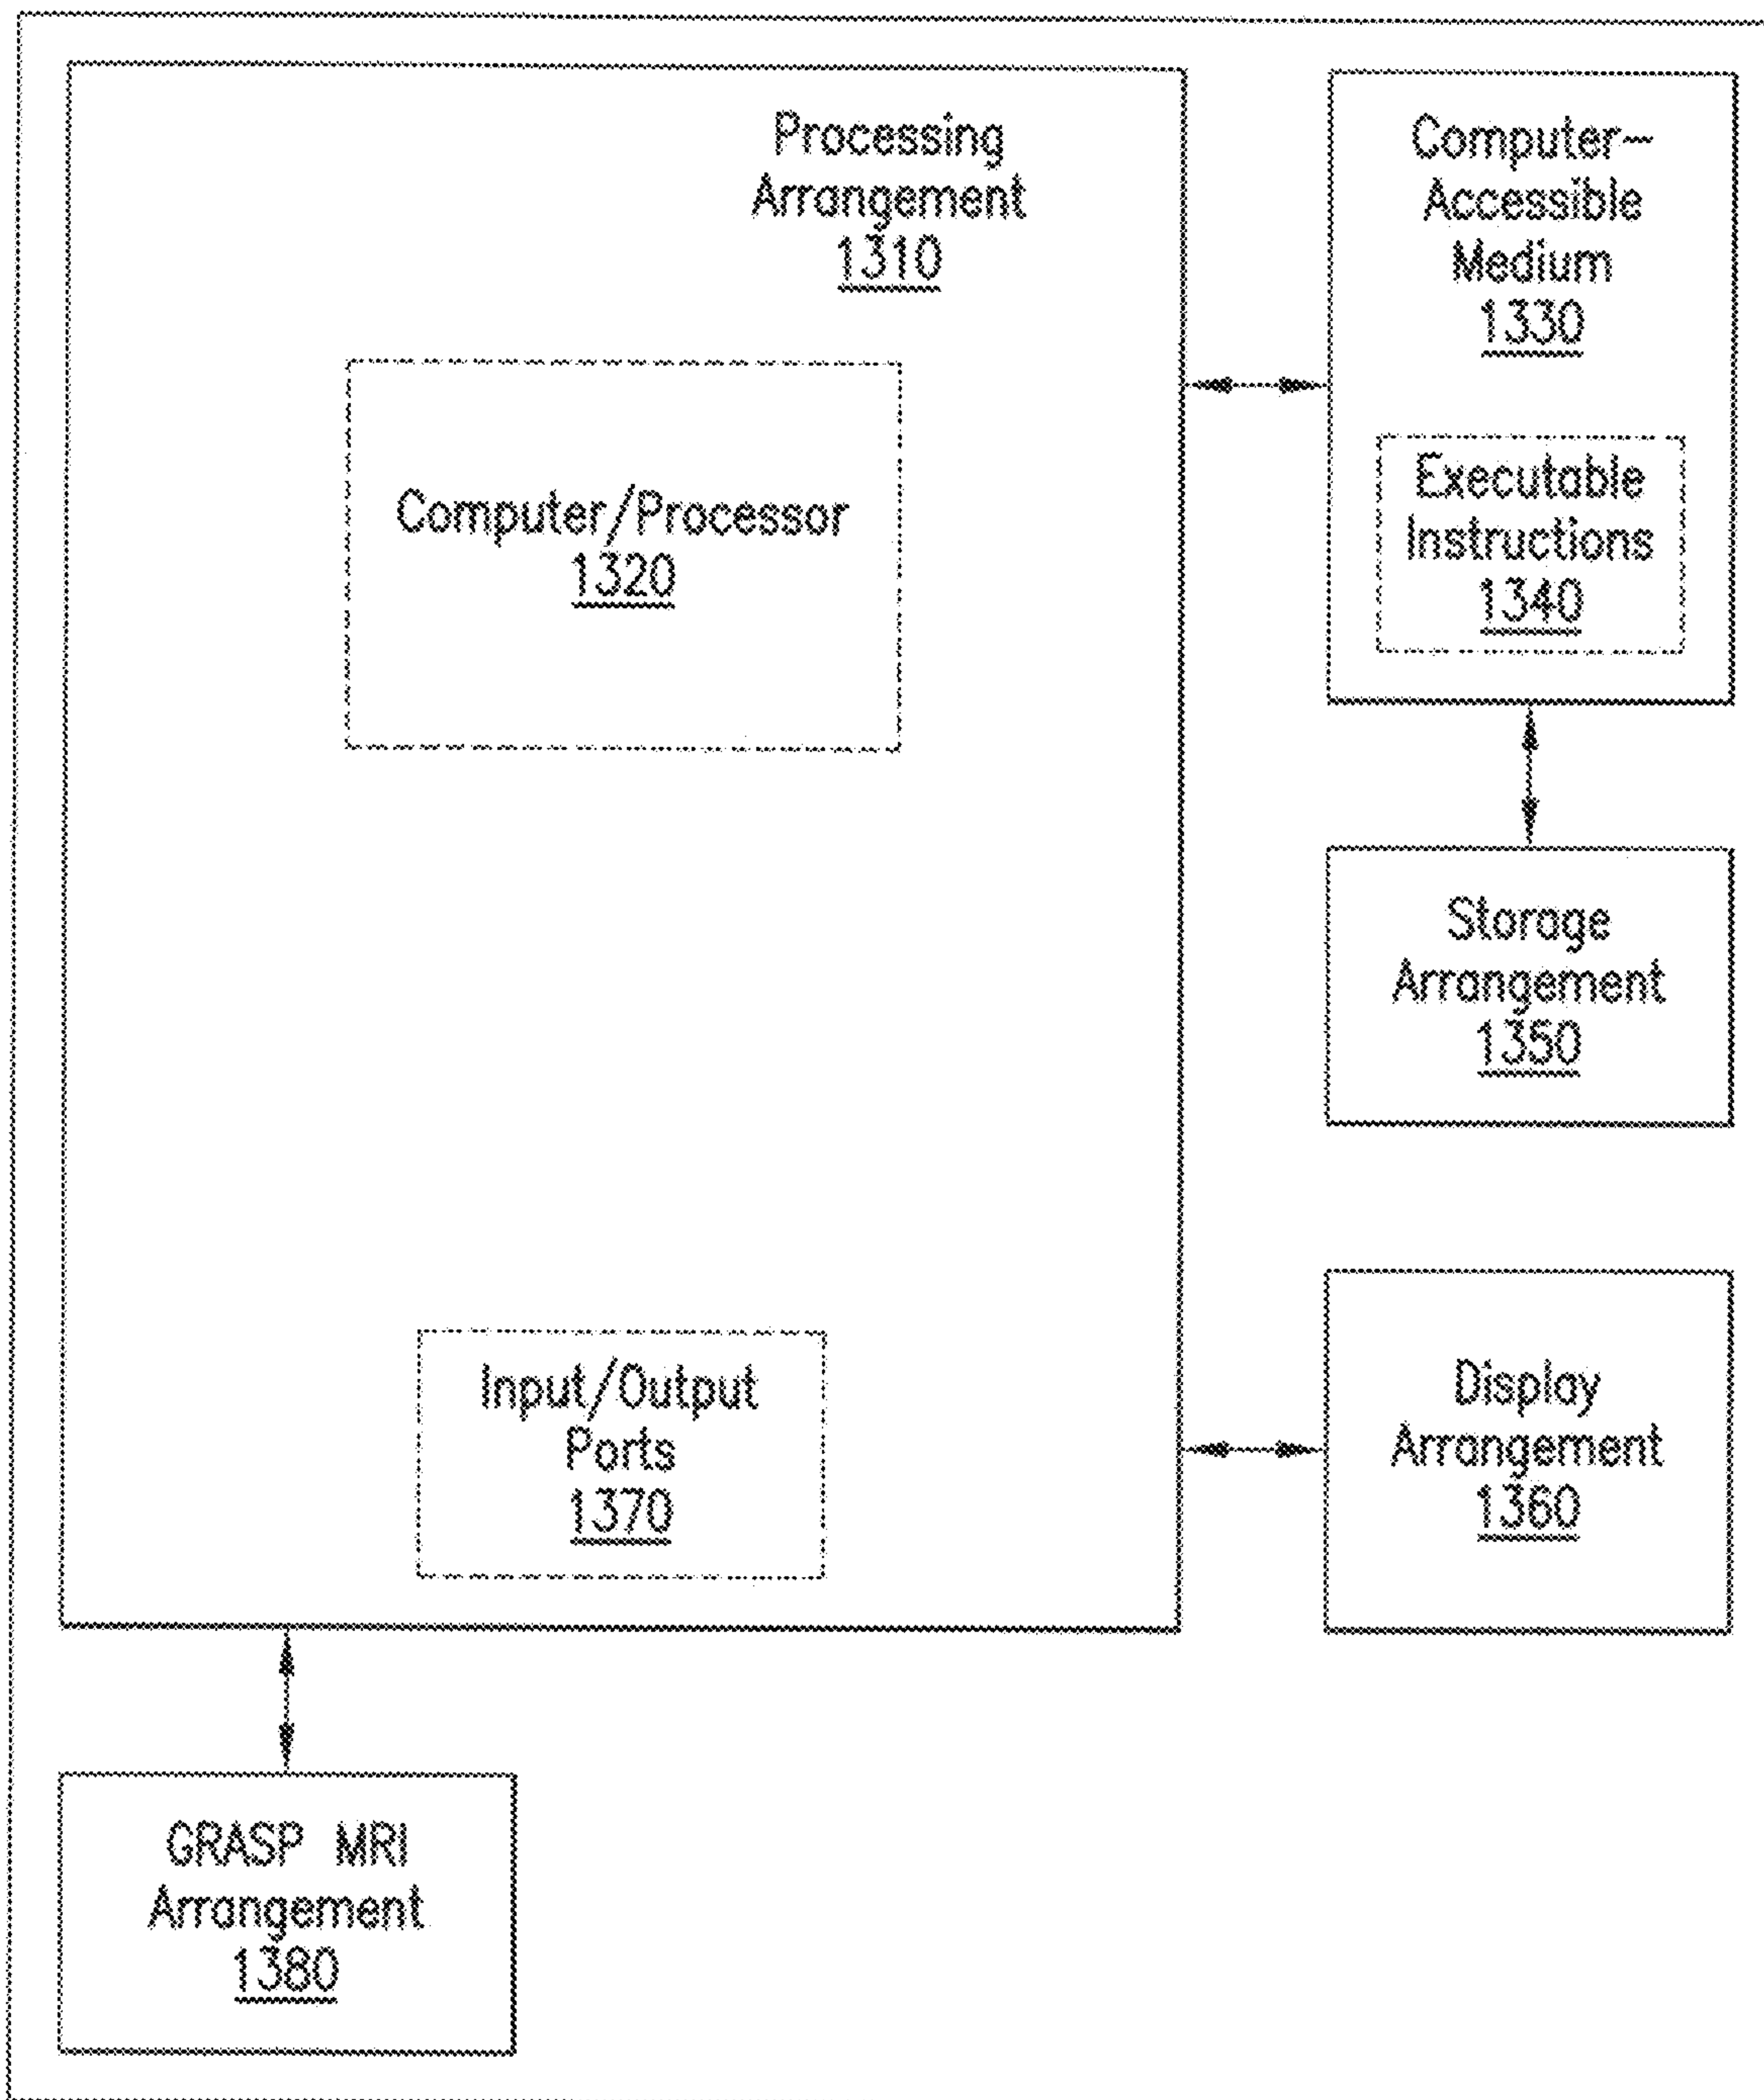 Processing
Arrangement
1310
Computer/Processor
1320
Input/Output
Ports
1370
Computer-
Accessible
Medium
1330
Executable
Instructions
1340
Storage
Arrangement
1350
Display
Arrangement
1360
GRASP MRI
Arrangement
1380